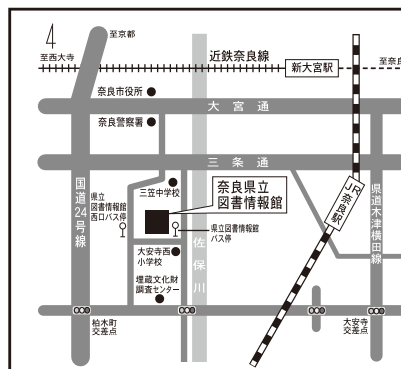 至京都
至西大寺
近鉄奈良線
新大宮駅
至奈良
奈良市役所
大宮通
奈良警察署
三条通
国道24号線
三笠中学校
奈良県立
図書情報館
県立
図書情報館
西口バス停
県立図書情報館
バス停
大安寺西
小学校
佐保川
埋蔵文化財
調査センター
JR奈良駅
県道木津横田線
柏木町
交差点
大安寺
交差点